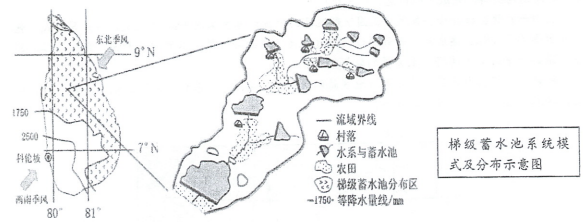 东北季风
9°N
1750
2500
7°N
科伦坡
西南季风
80°
81°
流域界线
村落
水系与蓄水池
农田
梯级蓄水池分布区
-1750- 等降水量线/mm
梯级蓄水池系统模
式及分布示意图